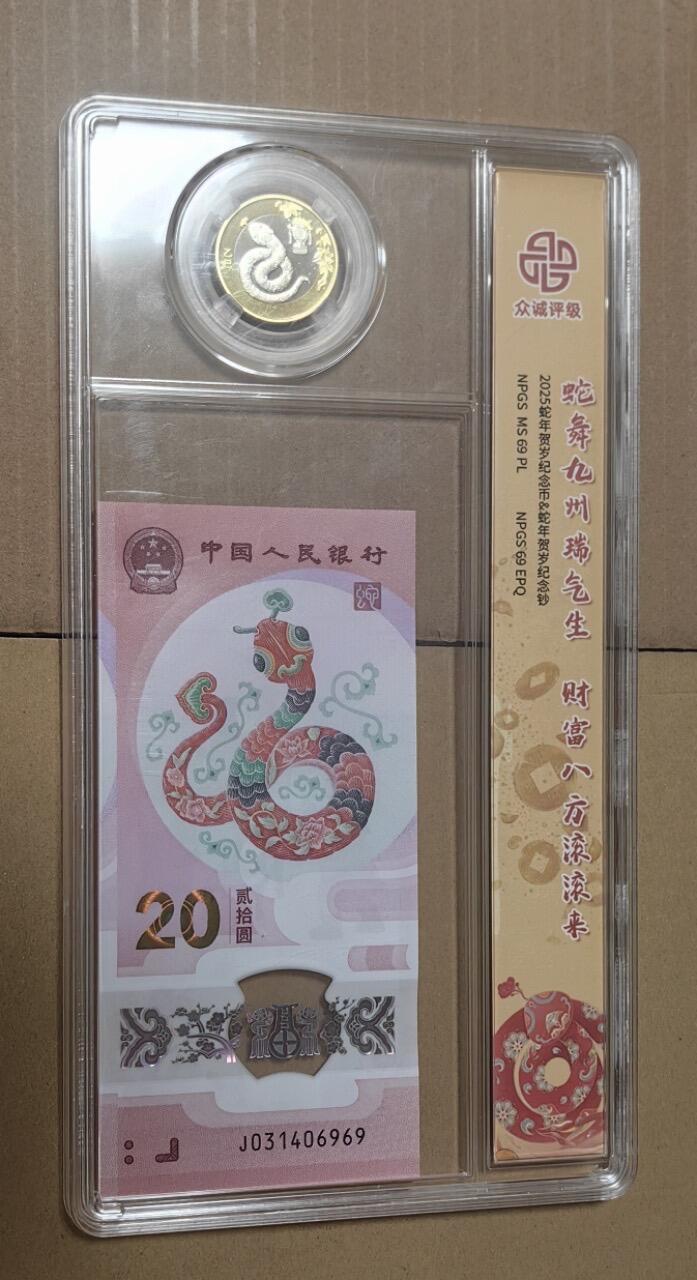 众诚评级
蛇舞九州瑞气生 财富八方滚滚来
2025蛇年贺岁纪念币&蛇年贺岁纪念钞
NPGS MS 69 PL NPGS 69 EPQ
中国人民银行
蛇
20
贰拾圆
J031406969